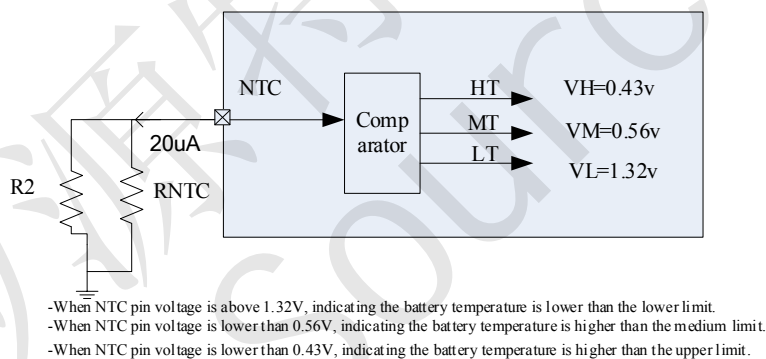 NTC
HT
VH=0.43v
Comp
arator
MT
VM=0.56v
20uA
LT
VL=1.32v
R2
RNTC
-When NTC pin voltage is above 1.32V, indicating the battery temperature is lower than the lower limit.
-When NTC pin voltage is lower than 0.56V, indicating the battery temperature is higher than the medium limit.
-When NTC pin voltage is lower than 0.43V, indicating the battery temperature is higher than the upper limit.
源
Sourc